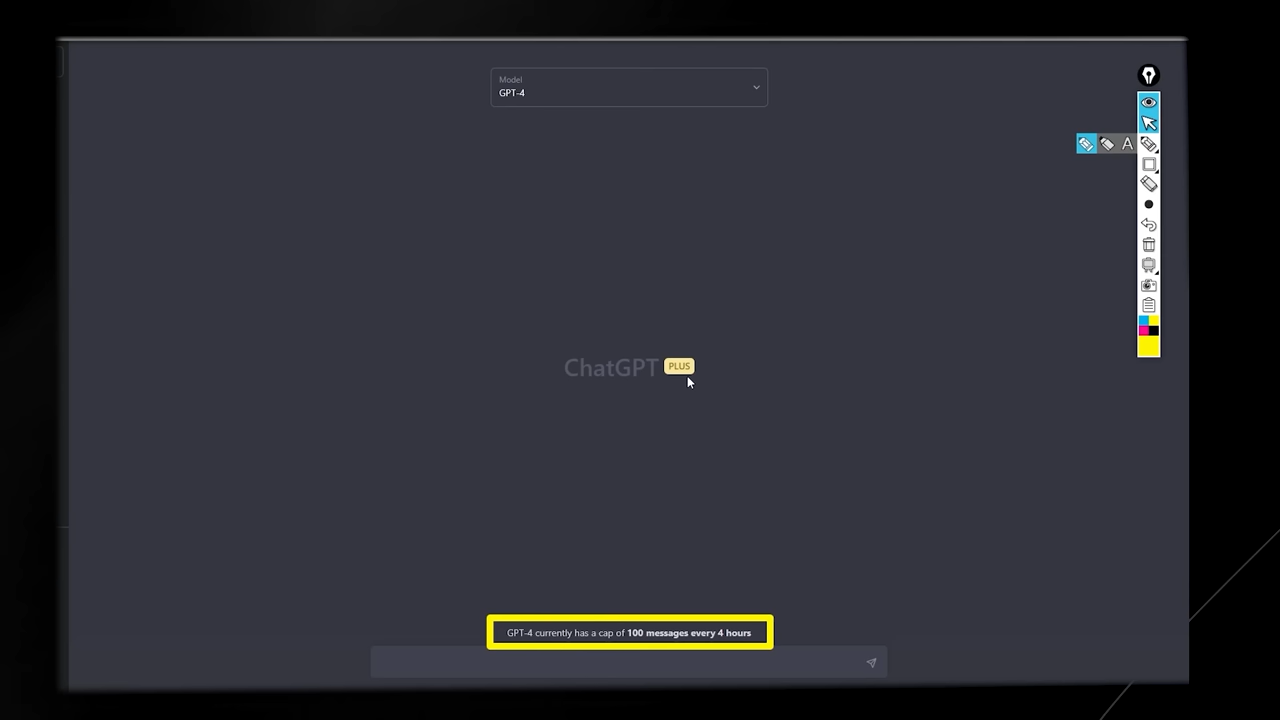 Model
GPT-4
A
ChatGPT PLUS
GPT-4 currently has a cap of 100 messages every 4 hours